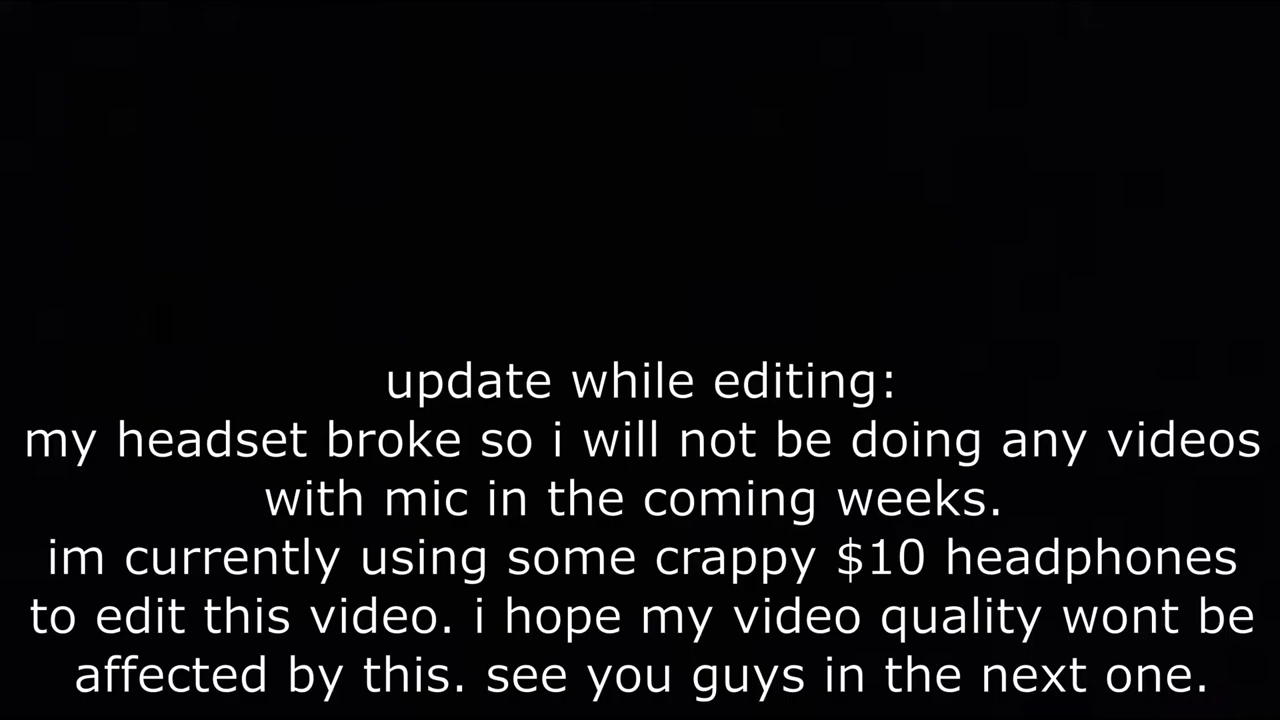 update while editing:
my headset broke so i will not be doing any videos
with mic in the coming weeks.
im currently using some crappy $10 headphones
to edit this video. i hope my video quality wont be
affected by this. see you guys in the next one.